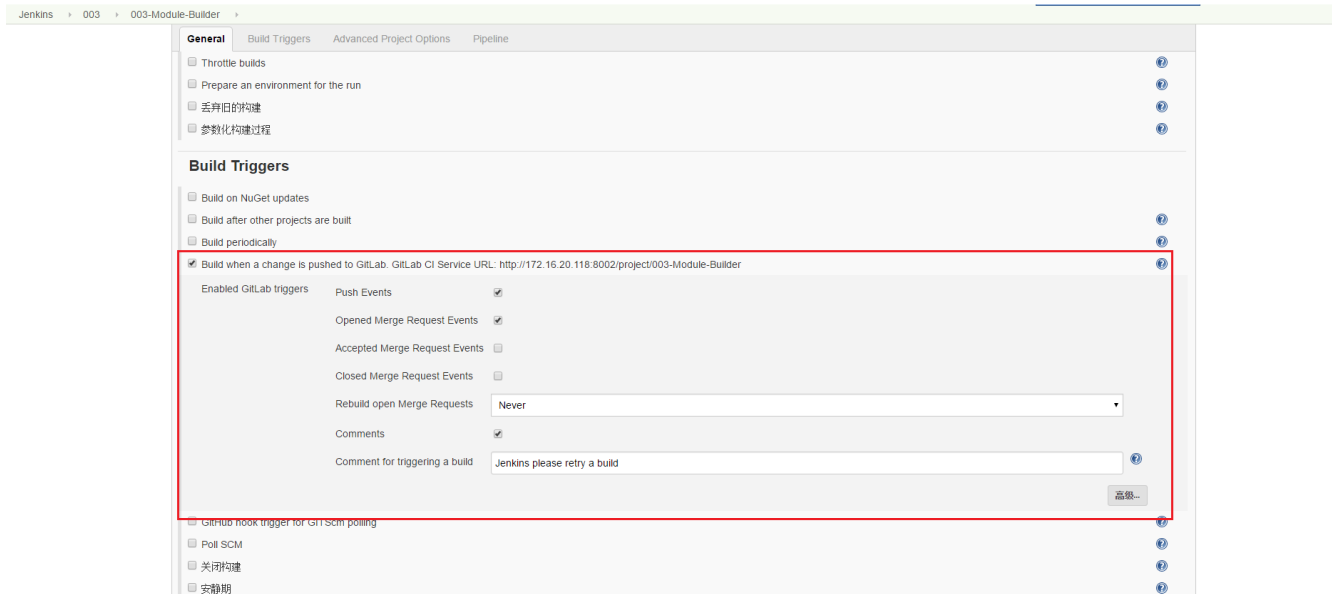 Jenkins › 003 › 003-Module-Builder ›
General Build Triggers Advanced Project Options Pipeline
Throttle builds
Prepare an environment for the run
丢弃旧的构建
参数化构建过程
Build Triggers
Build on NuGet updates
Build after other projects are built
Build periodically
Build when a change is pushed to GitLab. GitLab CI Service URL: http://172.16.20.118:8002/project/003-Module-Builder
Enabled GitLab triggers Push Events
Opened Merge Request Events
Accepted Merge Request Events
Closed Merge Request Events
Rebuild open Merge Requests Never
Comments
Comment for triggering a build Jenkins please retry a build
高级...
GitHub hook trigger for GITScm polling
Poll SCM
关闭构建
安静期